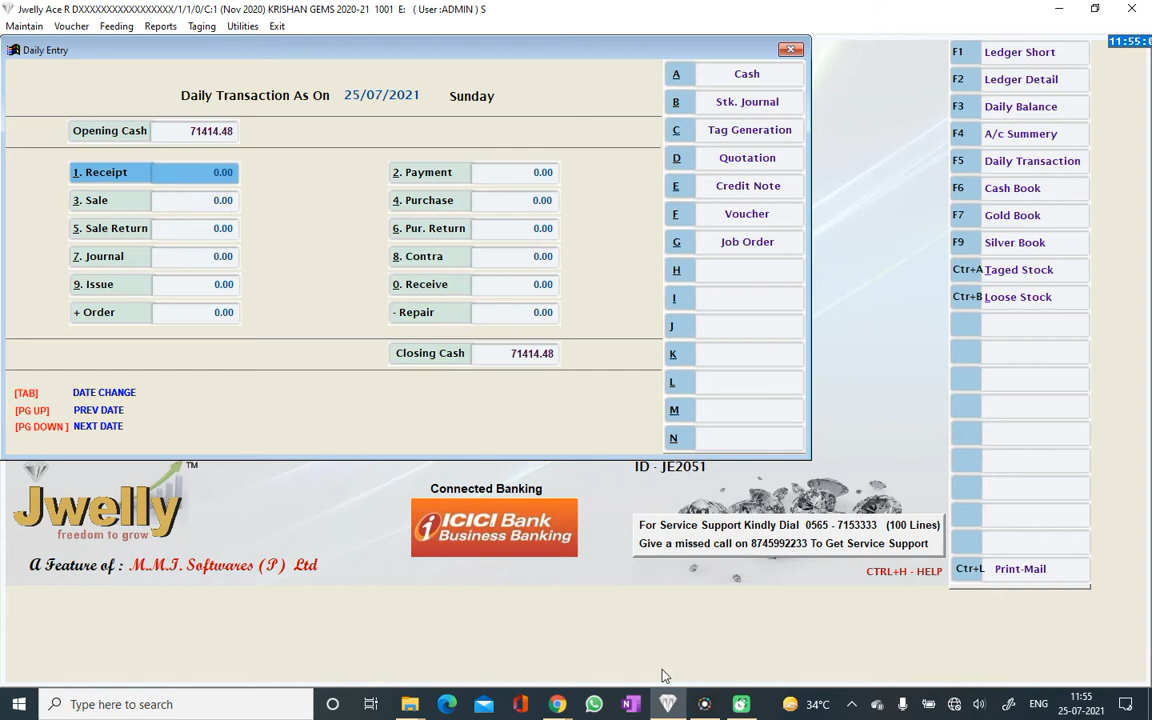 Jwelly Ace R DXXXXXXXXXXXXXXXXX/1/1/0/C:1 (Nov 2020) KRISHAN GEMS 2020-21 1001 E: ( User :ADMIN ) S
Maintain Voucher Feeding Reports Taging Utilities Exit
Daily Entry
11:55:
Daily Transaction As On 25/07/2021 Sunday
Opening Cash 71414.48
1. Receipt 0.00 2. Payment 0.00
3. Sale 0.00 4. Purchase 0.00
5. Sale Return 0.00 6. Pur. Return 0.00
7. Journal 0.00 8. Contra 0.00
9. Issue 0.00 0. Receive 0.00
+ Order 0.00 - Repair 0.00
Closing Cash 71414.48
[TAB] DATE CHANGE
[PG UP] PREV DATE
[PG DOWN ] NEXT DATE
A Cash
B Stk. Journal
C Tag Generation
D Quotation
E Credit Note
F Voucher
G Job Order
H
I
J
K
L
M
N
F1 Ledger Short
F2 Ledger Detail
F3 Daily Balance
F4 A/c Summery
F5 Daily Transaction
F6 Cash Book
F7 Gold Book
F9 Silver Book
Ctr+A Taged Stock
Ctr+B Loose Stock
Ctr+L Print-Mail
Jwelly TM
freedom to grow
A Feature of : M.M.I. Softwares (P) Ltd
Connected Banking
ICICI Bank
Business Banking
ID - JE2051
For Service Support Kindly Dial 0565 - 7153333 (100 Lines)
Give a missed call on 8745992233 To Get Service Support
CTRL+H - HELP
Type here to search
34°C
ENG
11:55
25-07-2021